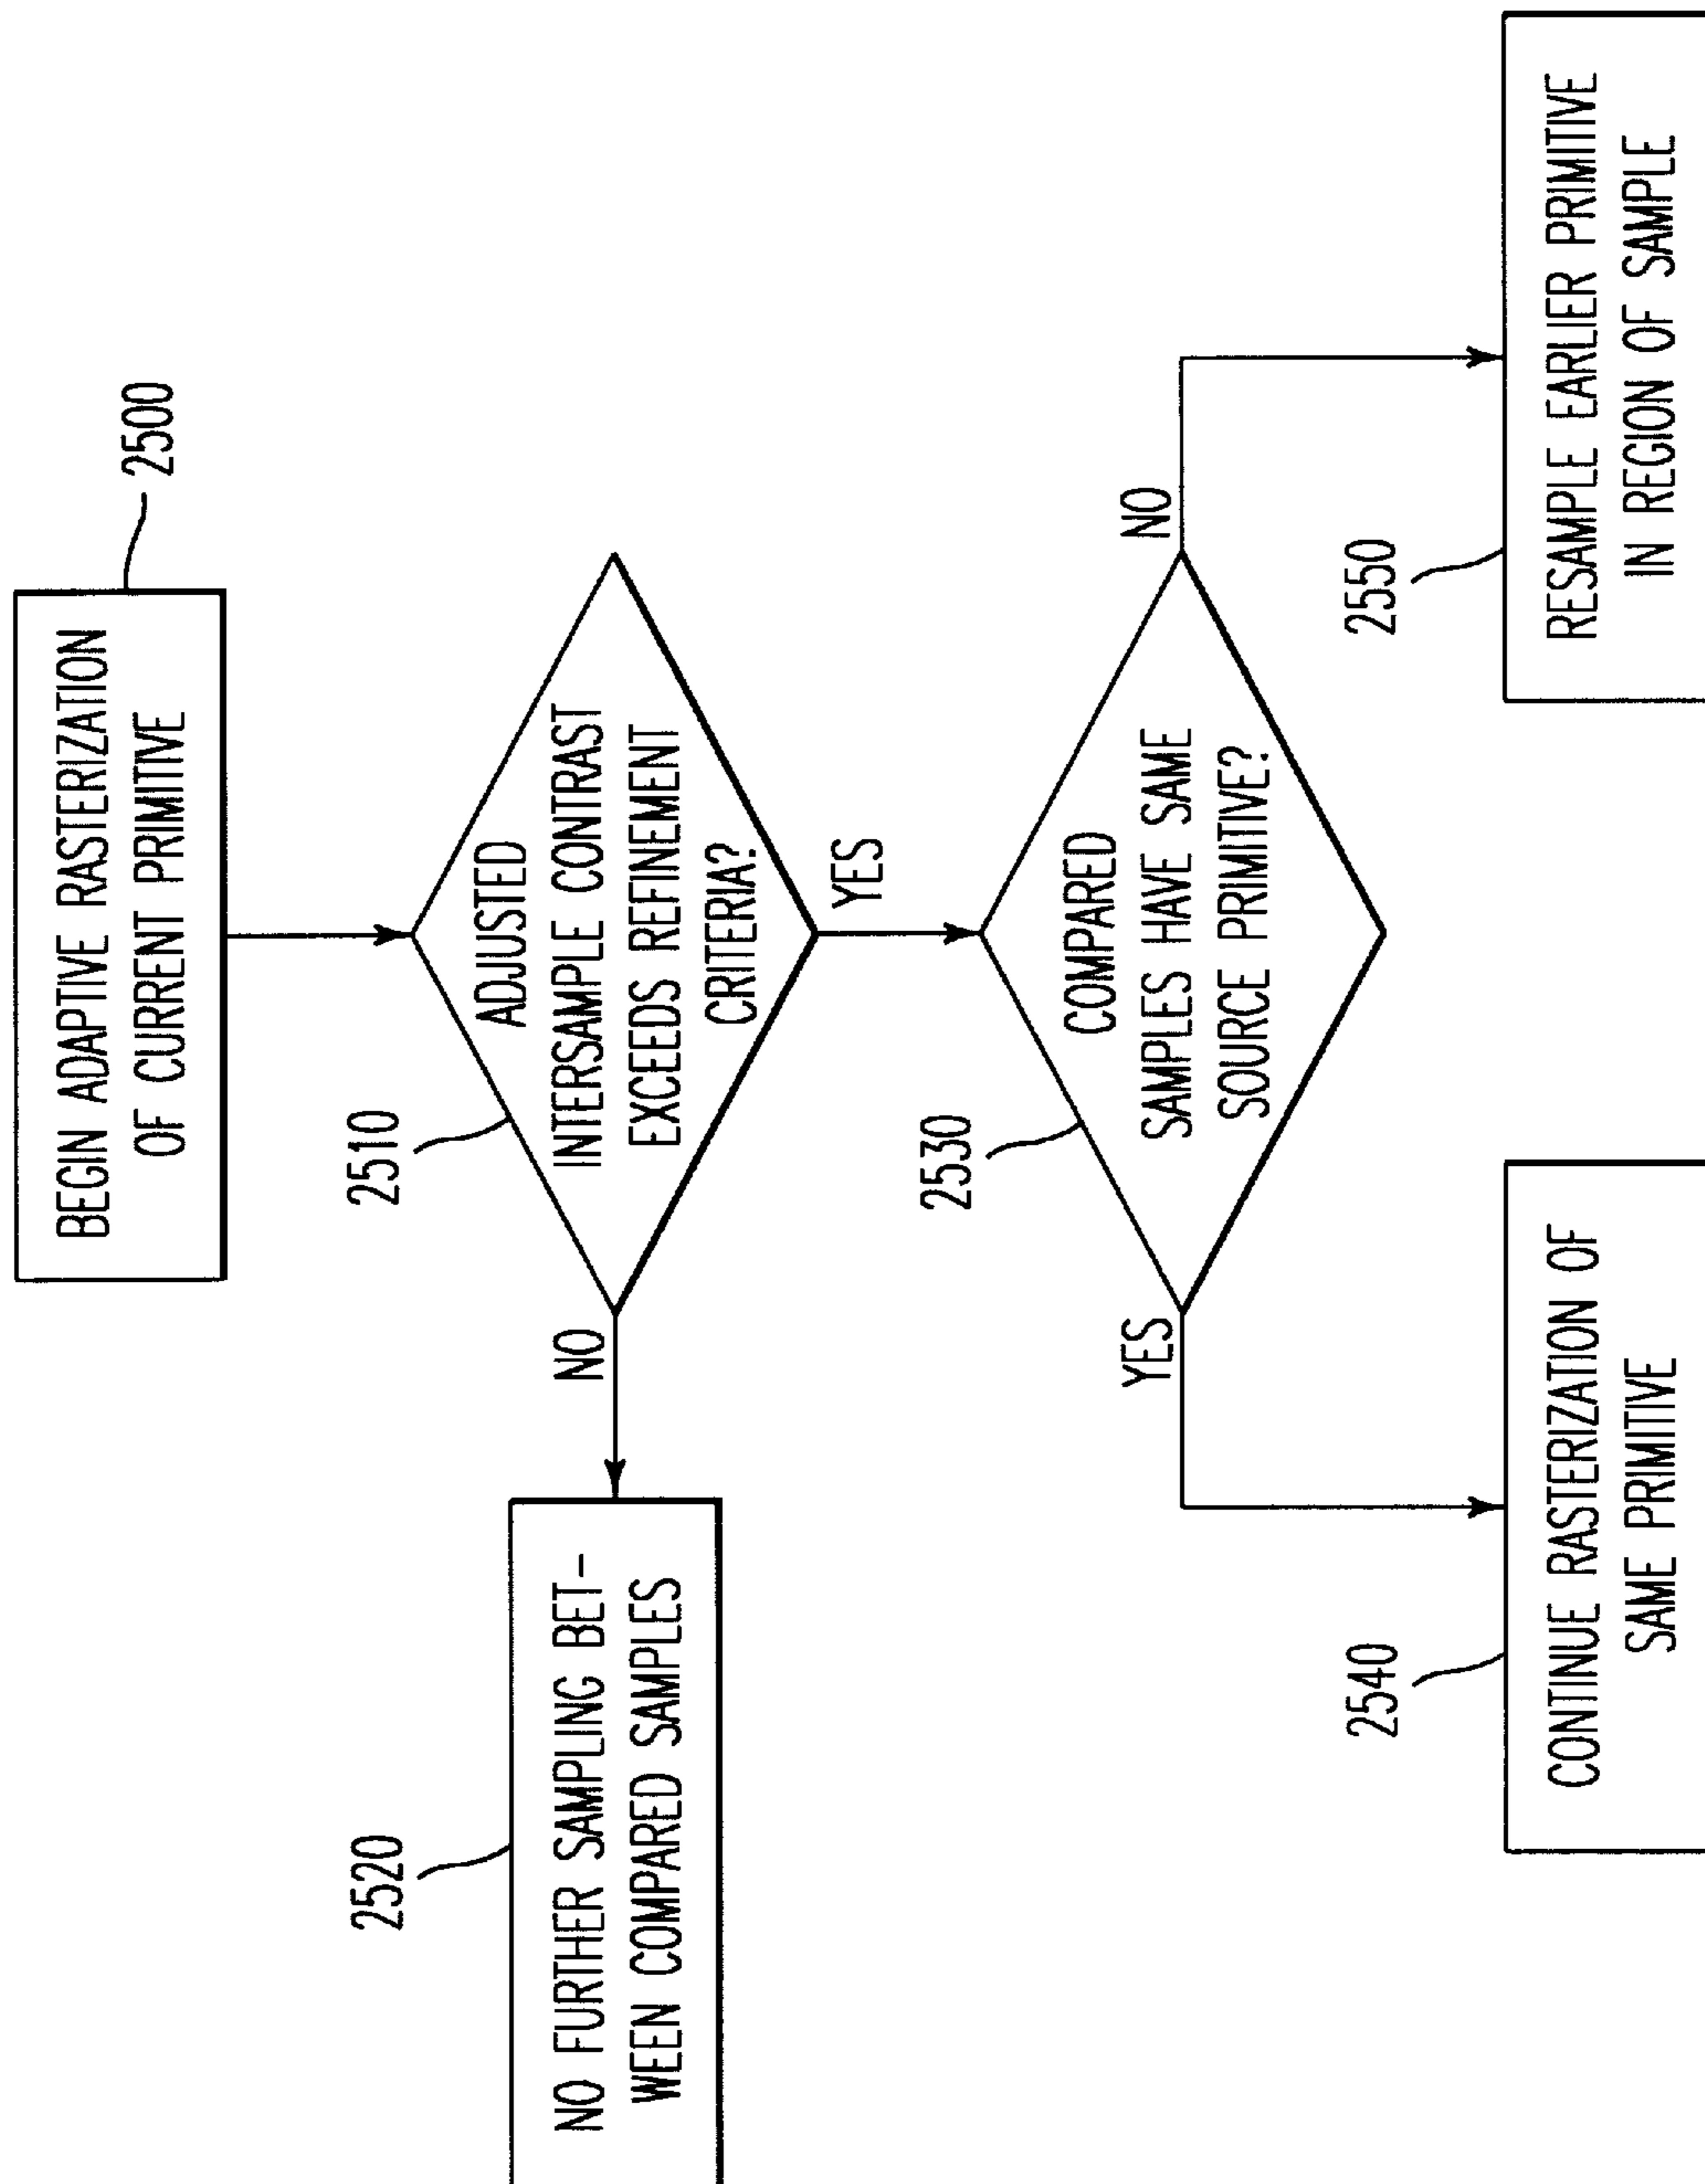 BEGIN ADAPTIVE RASTERIZATION
OF CURRENT PRIMITIVE
2500
2510
ADJUSTED
INTERSAMPLE CONTRAST
EXCEEDS REFINEMENT
CRITERIA?
NO
YES
2520
NO FURTHER SAMPLING BET-
WEEN COMPARED SAMPLES
2530
COMPARED
SAMPLES HAVE SAME
SOURCE PRIMITIVE?
YES
NO
2540
CONTINUE RASTERIZATION OF
SAME PRIMITIVE
2550
RESAMPLE EARLIER PRIMITIVE
IN REGION OF SAMPLE